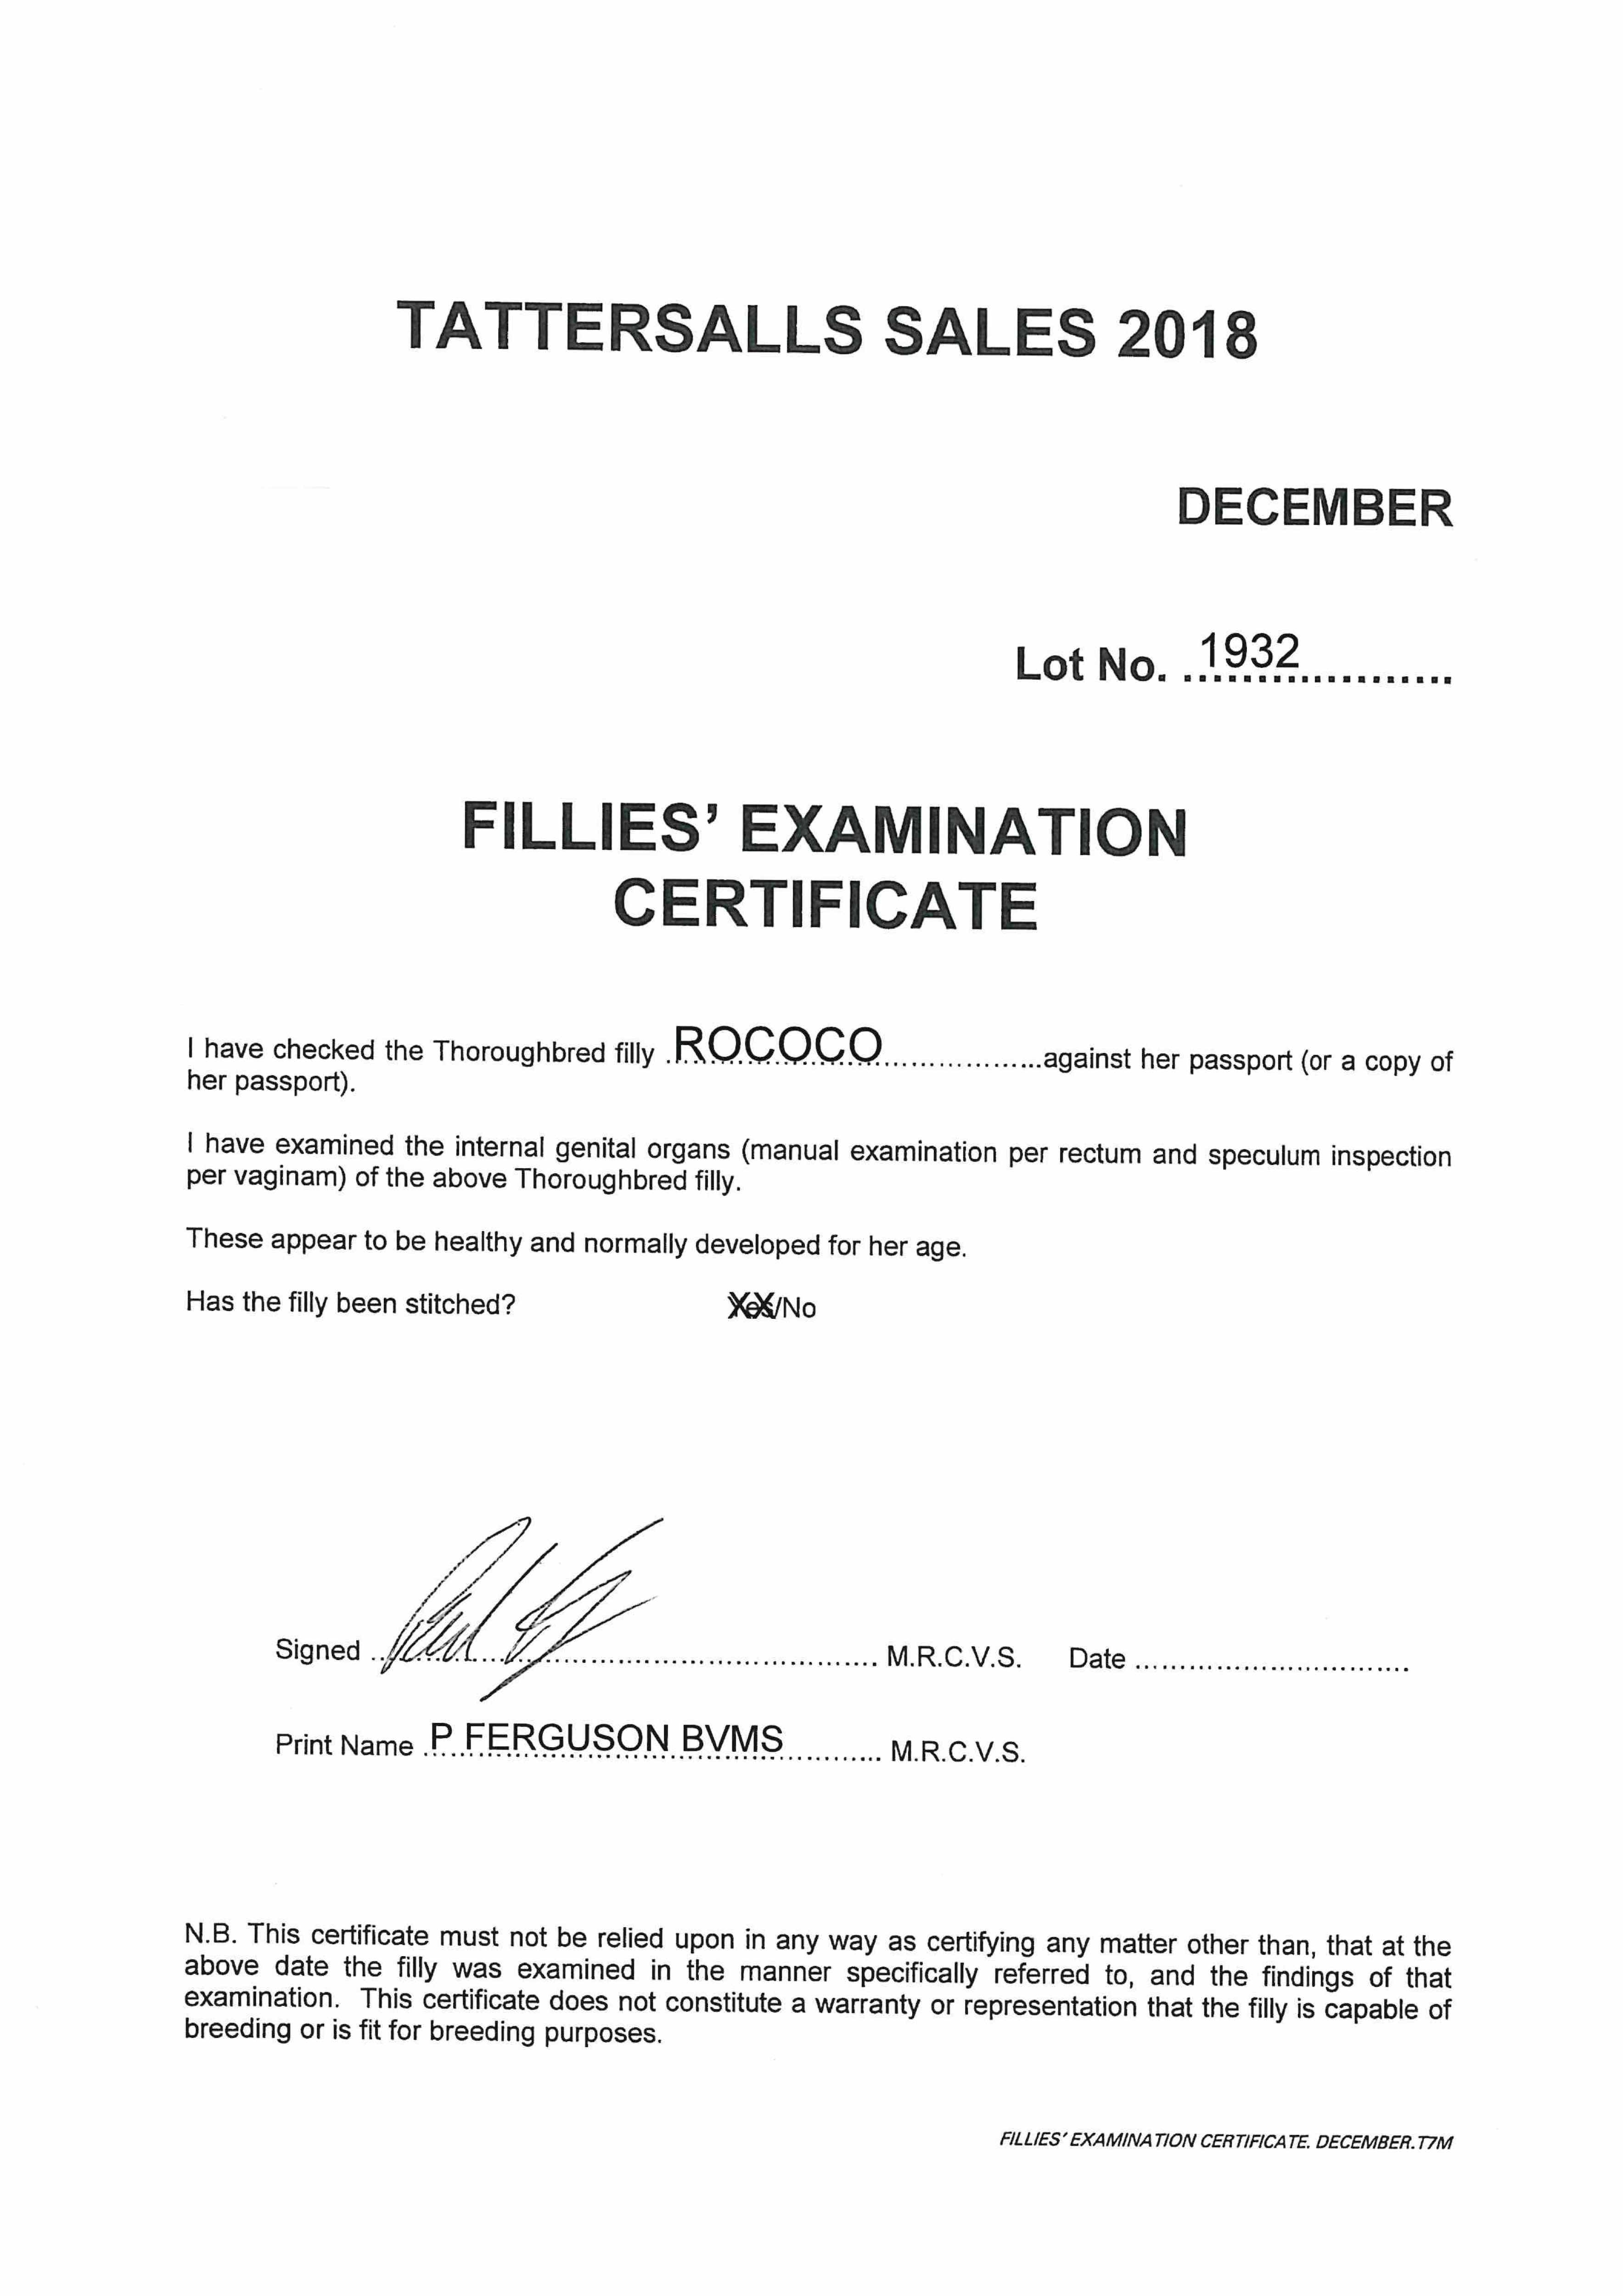 TATTERSALLS SALES 2018
DECEMBER
Lot No. ..1932....................
FILLIES' EXAMINATION
CERTIFICATE
I have checked the Thoroughbred filly .ROCOCO..................against her passport (or a copy of
her passport).
I have examined the internal genital organs (manual examination per rectum and speculum inspection
per vaginam) of the above Thoroughbred filly.
These appear to be healthy and normally developed for her age.
Has the filly been stitched? Yes/No
Signed ............................................................ M.R.C.V.S. Date ...............................
Print Name .P FERGUSON BVMS........... M.R.C.V.S.
N.B. This certificate must not be relied upon in any way as certifying any matter other than, that at the
above date the filly was examined in the manner specifically referred to, and the findings of that
examination. This certificate does not constitute a warranty or representation that the filly is capable of
breeding or is fit for breeding purposes.
FILLIES' EXAMINATION CERTIFICATE. DECEMBER.T7M